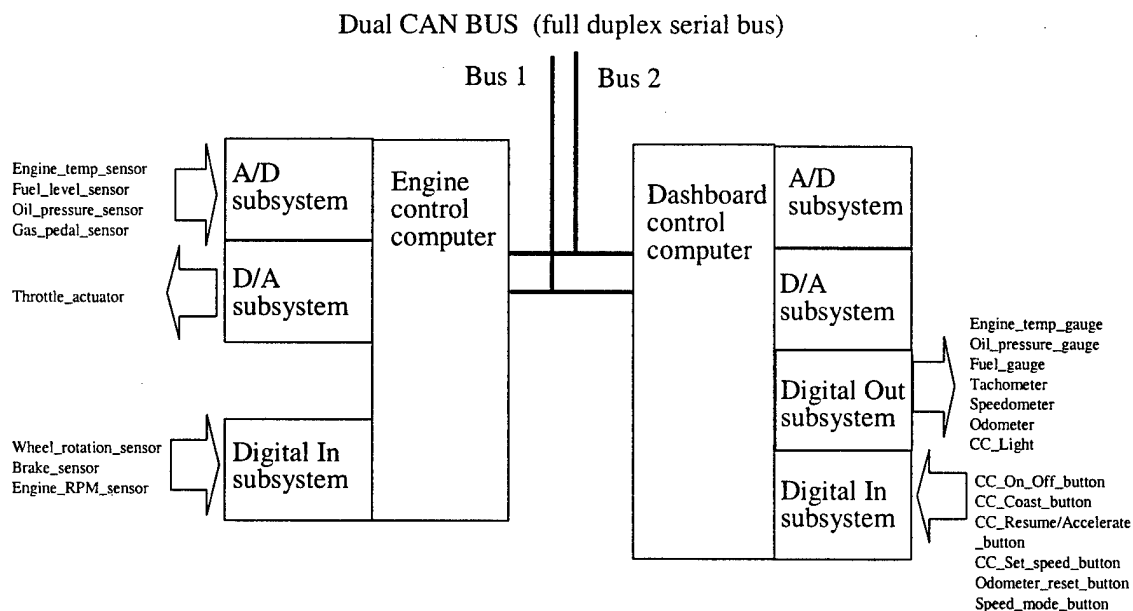 Dual CAN BUS (full duplex serial bus)
Bus 1
Bus 2
Engine_temp_sensor
Fuel_level_sensor
Oil_pressure_sensor
Gas_pedal_sensor
A/D
subsystem
Engine
control
computer
Throttle_actuator
D/A
subsystem
Wheel_rotation_sensor
Brake_sensor
Engine_RPM_sensor
Digital In
subsystem
Dashboard
control
computer
A/D
subsystem
D/A
subsystem
Digital Out
subsystem
Engine_temp_gauge
Oil_pressure_gauge
Fuel_gauge
Tachometer
Speedometer
Odometer
CC_Light
Digital In
subsystem
CC_On_Off_button
CC_Coast_button
CC_Resume/Accelerate
_button
CC_Set_speed_button
Odometer_reset_button
Speed_mode_button